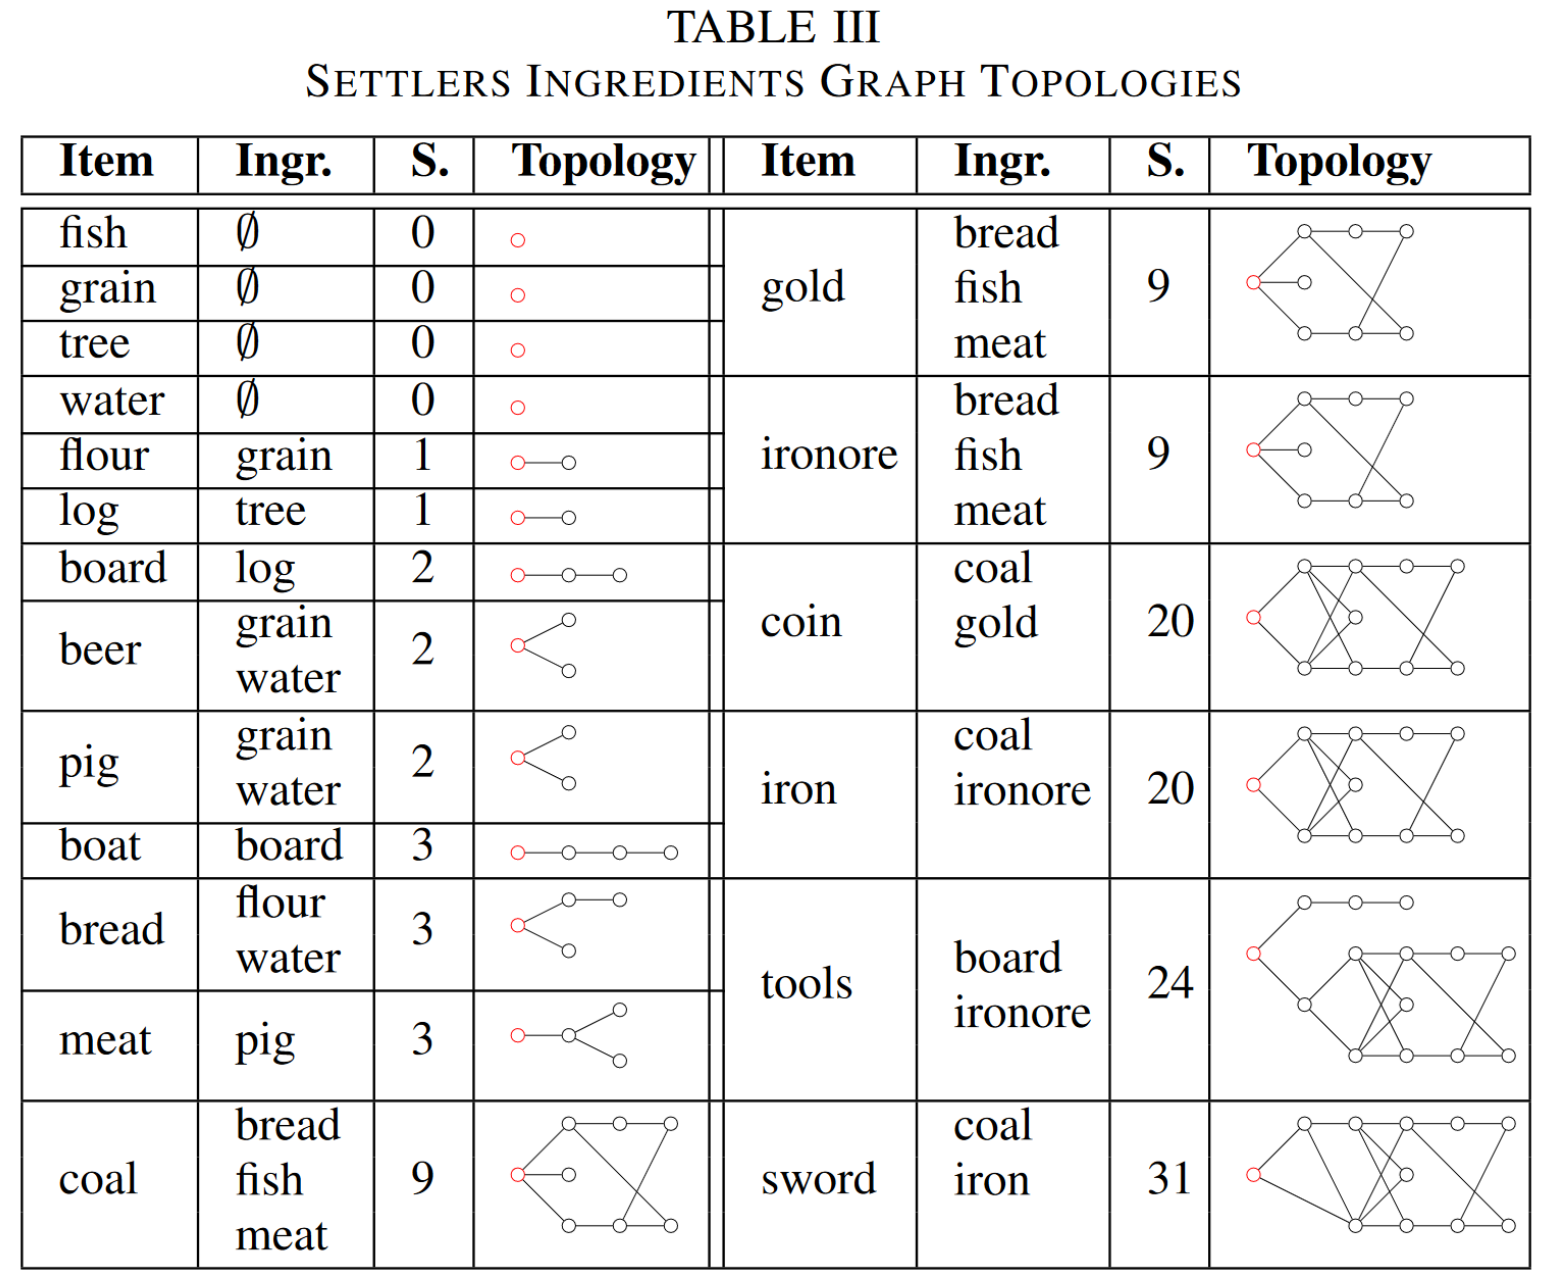 TABLE III
SETTLERS INGREDIENTS GRAPH TOPOLOGIES
Item Ingr. S. Topology Item Ingr. S. Topology
fish ∅ 0
grain ∅ 0
tree ∅ 0
water ∅ 0
flour grain 1
log tree 1
board log 2
beer grain 2
water
pig grain 2
water
boat board 3
bread flour 3
water
meat pig 3
coal bread 9
fish
meat
gold bread 9
fish
meat
ironore bread 9
fish
meat
coin coal 20
gold
iron coal 20
ironore
tools board 24
ironore
sword coal 31
iron